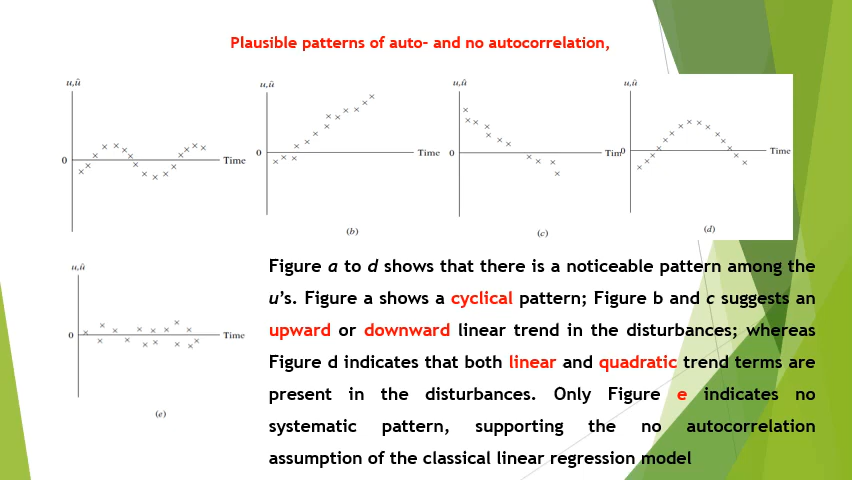 Plausible patterns of auto- and no autocorrelation,
u,û
0
Time
u,û
0
Time
(b)
u,û
0
Tim
(c)
u,û
0
Time
(d)
u,û
0
Time
(e)
Figure a to d shows that there is a noticeable pattern among the
u's. Figure a shows a cyclical pattern; Figure b and c suggests an
upward or downward linear trend in the disturbances; whereas
Figure d indicates that both linear and quadratic trend terms are
present in the disturbances. Only Figure e indicates no
systematic pattern, supporting the no autocorrelation
assumption of the classical linear regression model